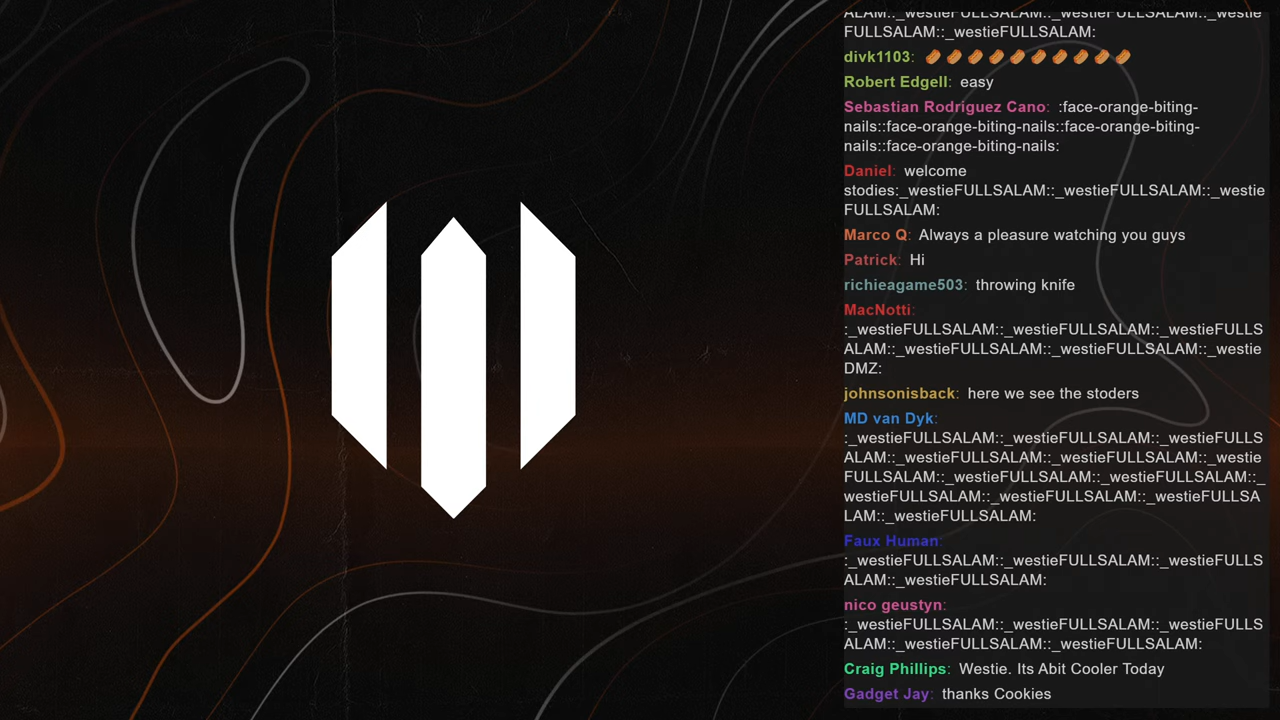 ALAM::_westieFULLSALAM::_westieFULLSALAM::_westie
FULLSALAM::_westieFULLSALAM:
divk1103: 🌭🌭🌭🌭🌭🌭🌭🌭🌭🌭
Robert Edgell: easy
Sebastian Rodríguez Cano: :face-orange-biting-
nails::face-orange-biting-nails::face-orange-biting-
nails::face-orange-biting-nails:
Daniel: welcome
stodies:_westieFULLSALAM::_westieFULLSALAM::_westie
FULLSALAM:
Marco Q: Always a pleasure watching you guys
Patrick: Hi
richieagame503: throwing knife
MacNotti:
:_westieFULLSALAM::_westieFULLSALAM::_westieFULLS
ALAM::_westieFULLSALAM::_westieFULLSALAM::_westie
DMZ:
johnsonisback: here we see the stoders
MD van Dyk:
:_westieFULLSALAM::_westieFULLSALAM::_westieFULLS
ALAM::_westieFULLSALAM::_westieFULLSALAM::_westie
FULLSALAM::_westieFULLSALAM::_westieFULLSALAM::_
westieFULLSALAM::_westieFULLSALAM::_westieFULLSA
LAM::_westieFULLSALAM:
Faux Human:
:_westieFULLSALAM::_westieFULLSALAM::_westieFULLS
ALAM::_westieFULLSALAM:
nico geustyn:
:_westieFULLSALAM::_westieFULLSALAM::_westieFULLS
ALAM::_westieFULLSALAM::_westieFULLSALAM:
Craig Phillips: Westie. Its Abit Cooler Today
Gadget Jay: thanks Cookies